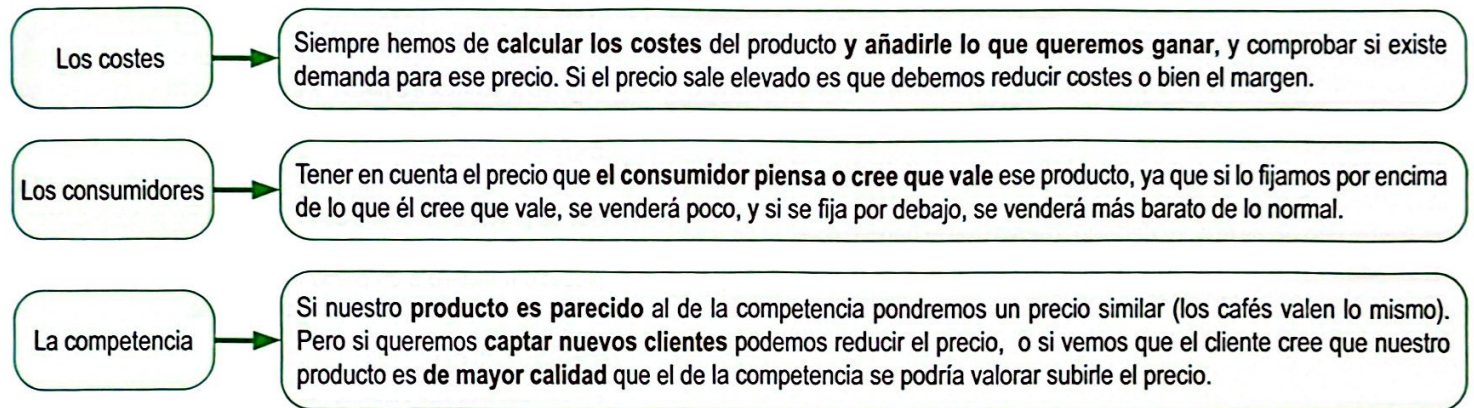 Los costes
Siempre hemos de calcular los costes del producto y añadirle lo que queremos ganar, y comprobar si existe
demanda para ese precio. Si el precio sale elevado es que debemos reducir costes o bien el margen.
Los consumidores
Tener en cuenta el precio que el consumidor piensa o cree que vale ese producto, ya que si lo fijamos por encima
de lo que él cree que vale, se venderá poco, y si se fija por debajo, se venderá más barato de lo normal.
La competencia
Si nuestro producto es parecido al de la competencia pondremos un precio similar (los cafés valen lo mismo).
Pero si queremos captar nuevos clientes podemos reducir el precio, o si vemos que el cliente cree que nuestro
producto es de mayor calidad que el de la competencia se podría valorar subirle el precio.